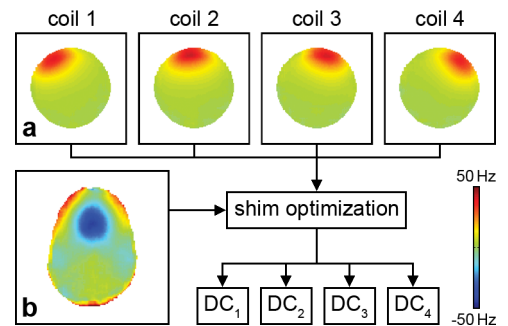 coil 1 coil 2 coil 3 coil 4
a
50 Hz
shim optimization
b
DC1 DC2 DC3 DC4
-50 Hz